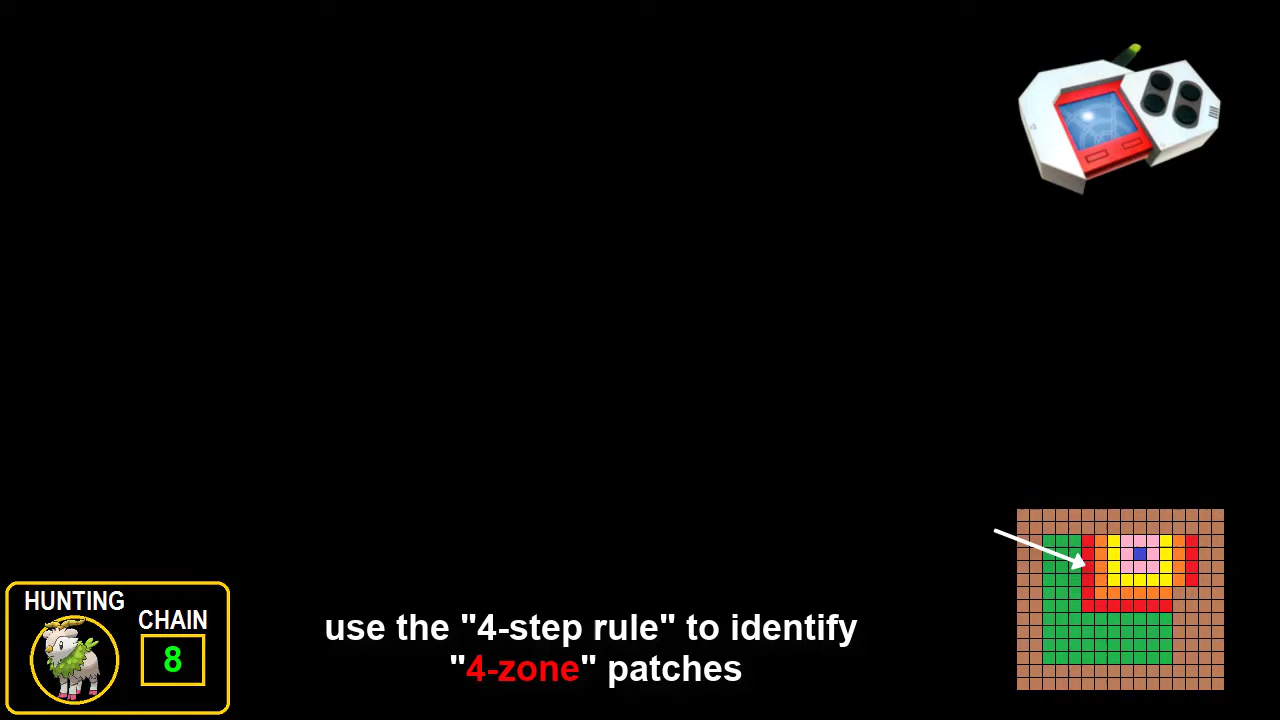 HUNTING
CHAIN
8
use the "4-step rule" to identify
"4-zone" patches